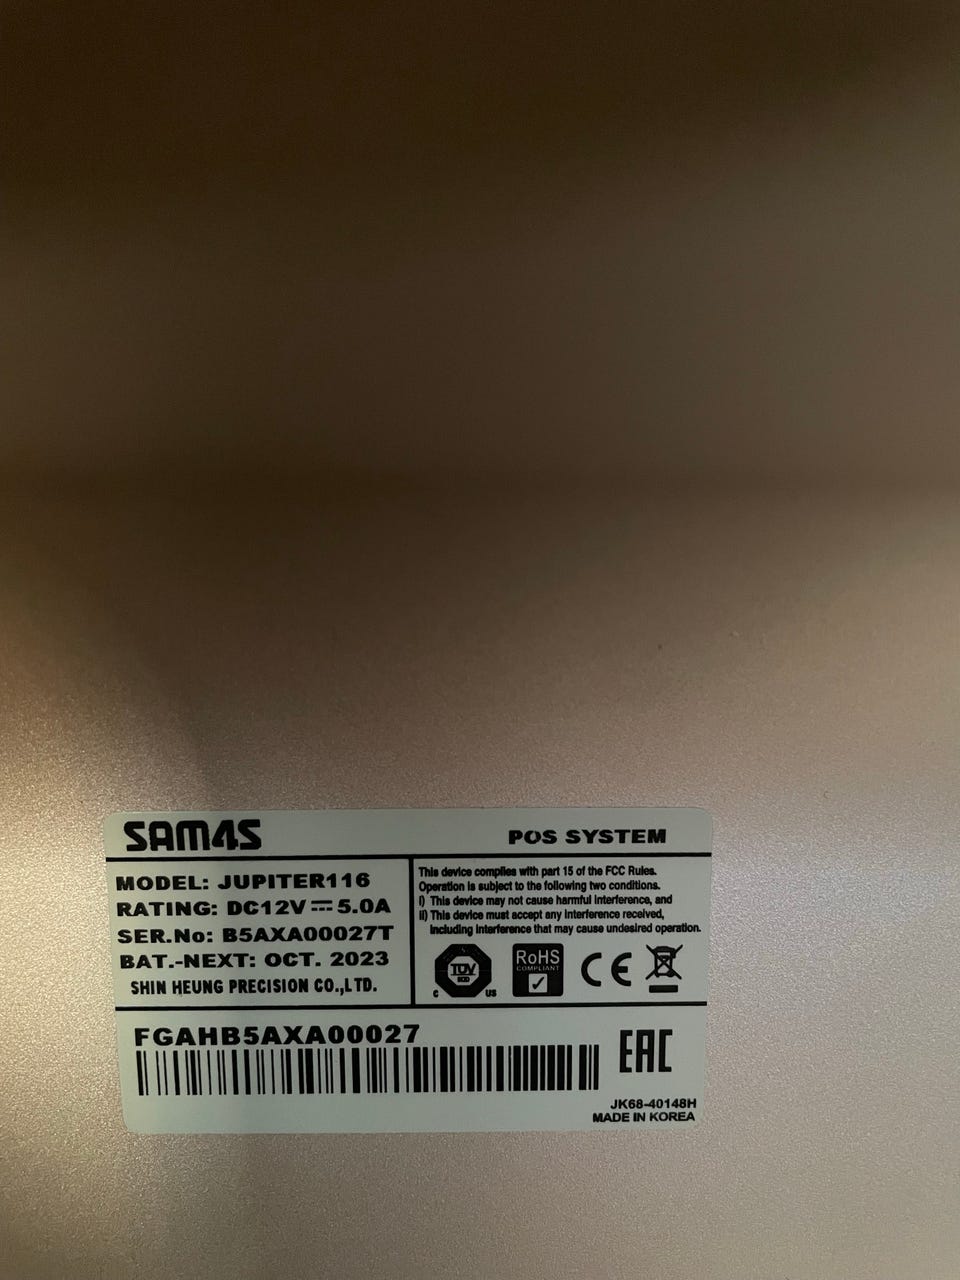 SAM4S
POS SYSTEM
MODEL: JUPITER116
RATING: DC12V⎓5.0A
SER.No: B5AXA00027T
BAT.-NEXT: OCT. 2023
SHIN HEUNG PRECISION CO.,LTD.
This device complies with part 15 of the FCC Rules.
Operation is subject to the following two conditions.
I) This device may not cause harmful Interference, and
II) This device must accept any Interference received,
Including Interference that may cause undesired operation.
TÜV
C US
RoHS
COMPLIANT
CE
FGAHB5AXA00027
EAC
JK68-40148H
MADE IN KOREA